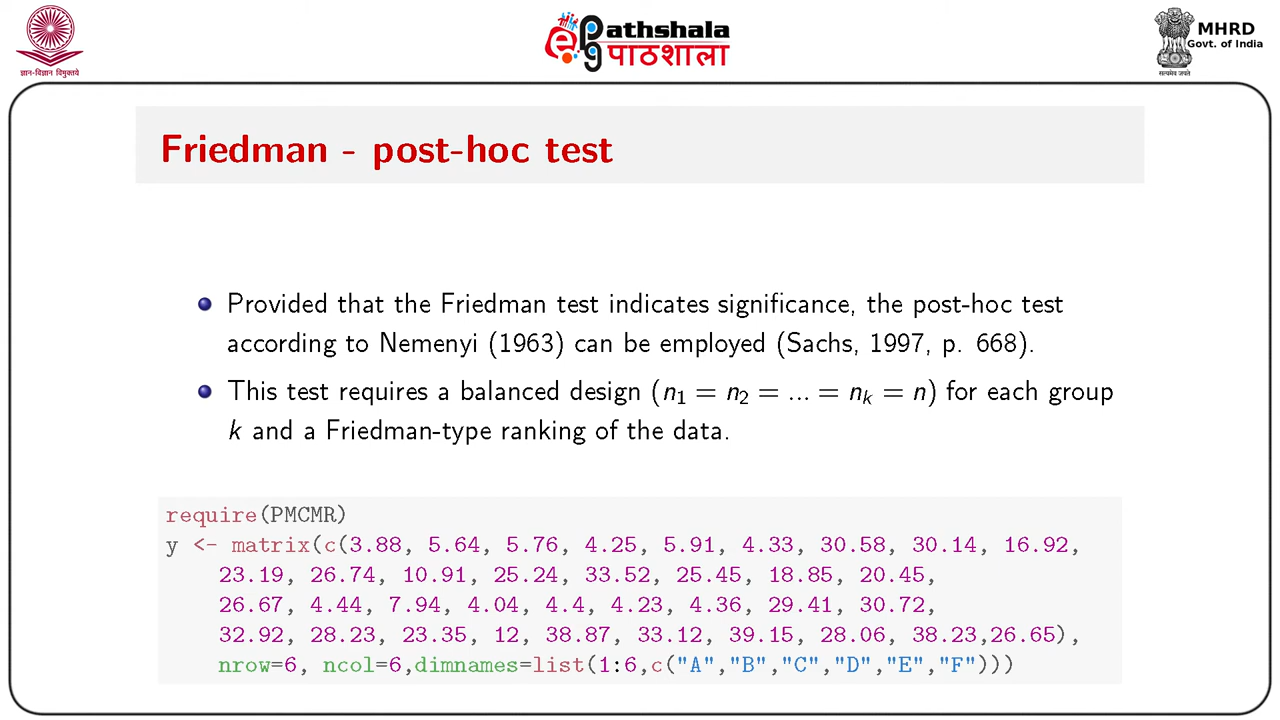 ज्ञान-विज्ञान विमुक्तये
ePG Pathshala
पाठशाला
MHRD
Govt. of India
सत्यमेव जयते
Friedman - post-hoc test
Provided that the Friedman test indicates significance, the post-hoc test
according to Nemenyi (1963) can be employed (Sachs, 1997, p. 668).
This test requires a balanced design (n₁ = n₂ = ... = nₖ = n) for each group
k and a Friedman-type ranking of the data.
require(PMCMR)
y <- matrix(c(3.88, 5.64, 5.76, 4.25, 5.91, 4.33, 30.58, 30.14, 16.92,
23.19, 26.74, 10.91, 25.24, 33.52, 25.45, 18.85, 20.45,
26.67, 4.44, 7.94, 4.04, 4.4, 4.23, 4.36, 29.41, 30.72,
32.92, 28.23, 23.35, 12, 38.87, 33.12, 39.15, 28.06, 38.23,26.65),
nrow=6, ncol=6,dimnames=list(1:6,c("A","B","C","D","E","F")))